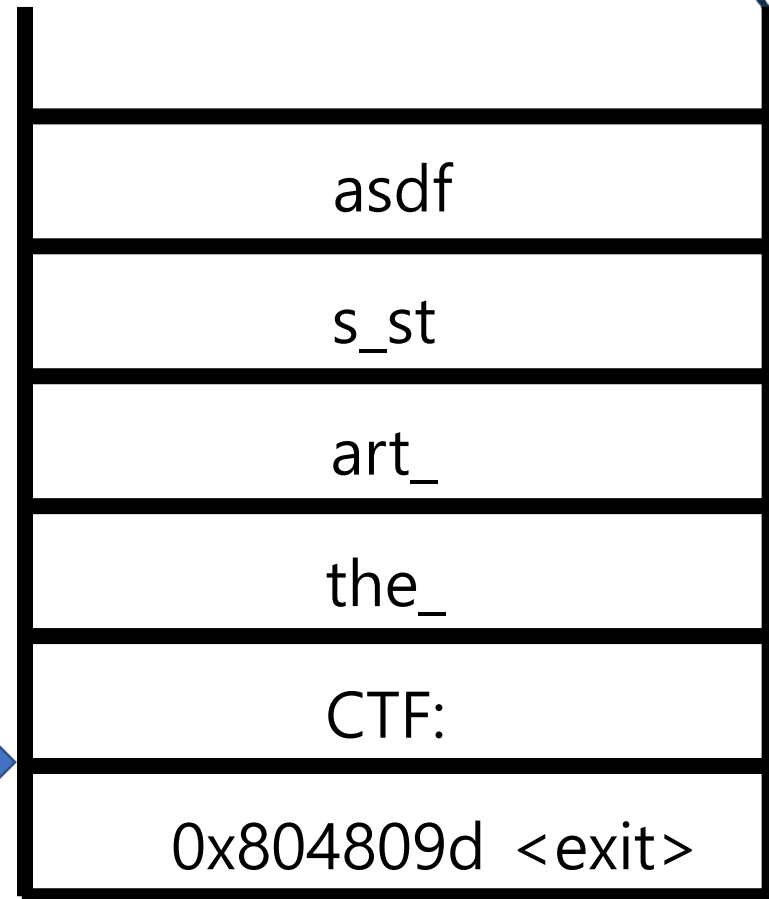 asdf
s_st
art_
the_
CTF:
0x804809d <exit>